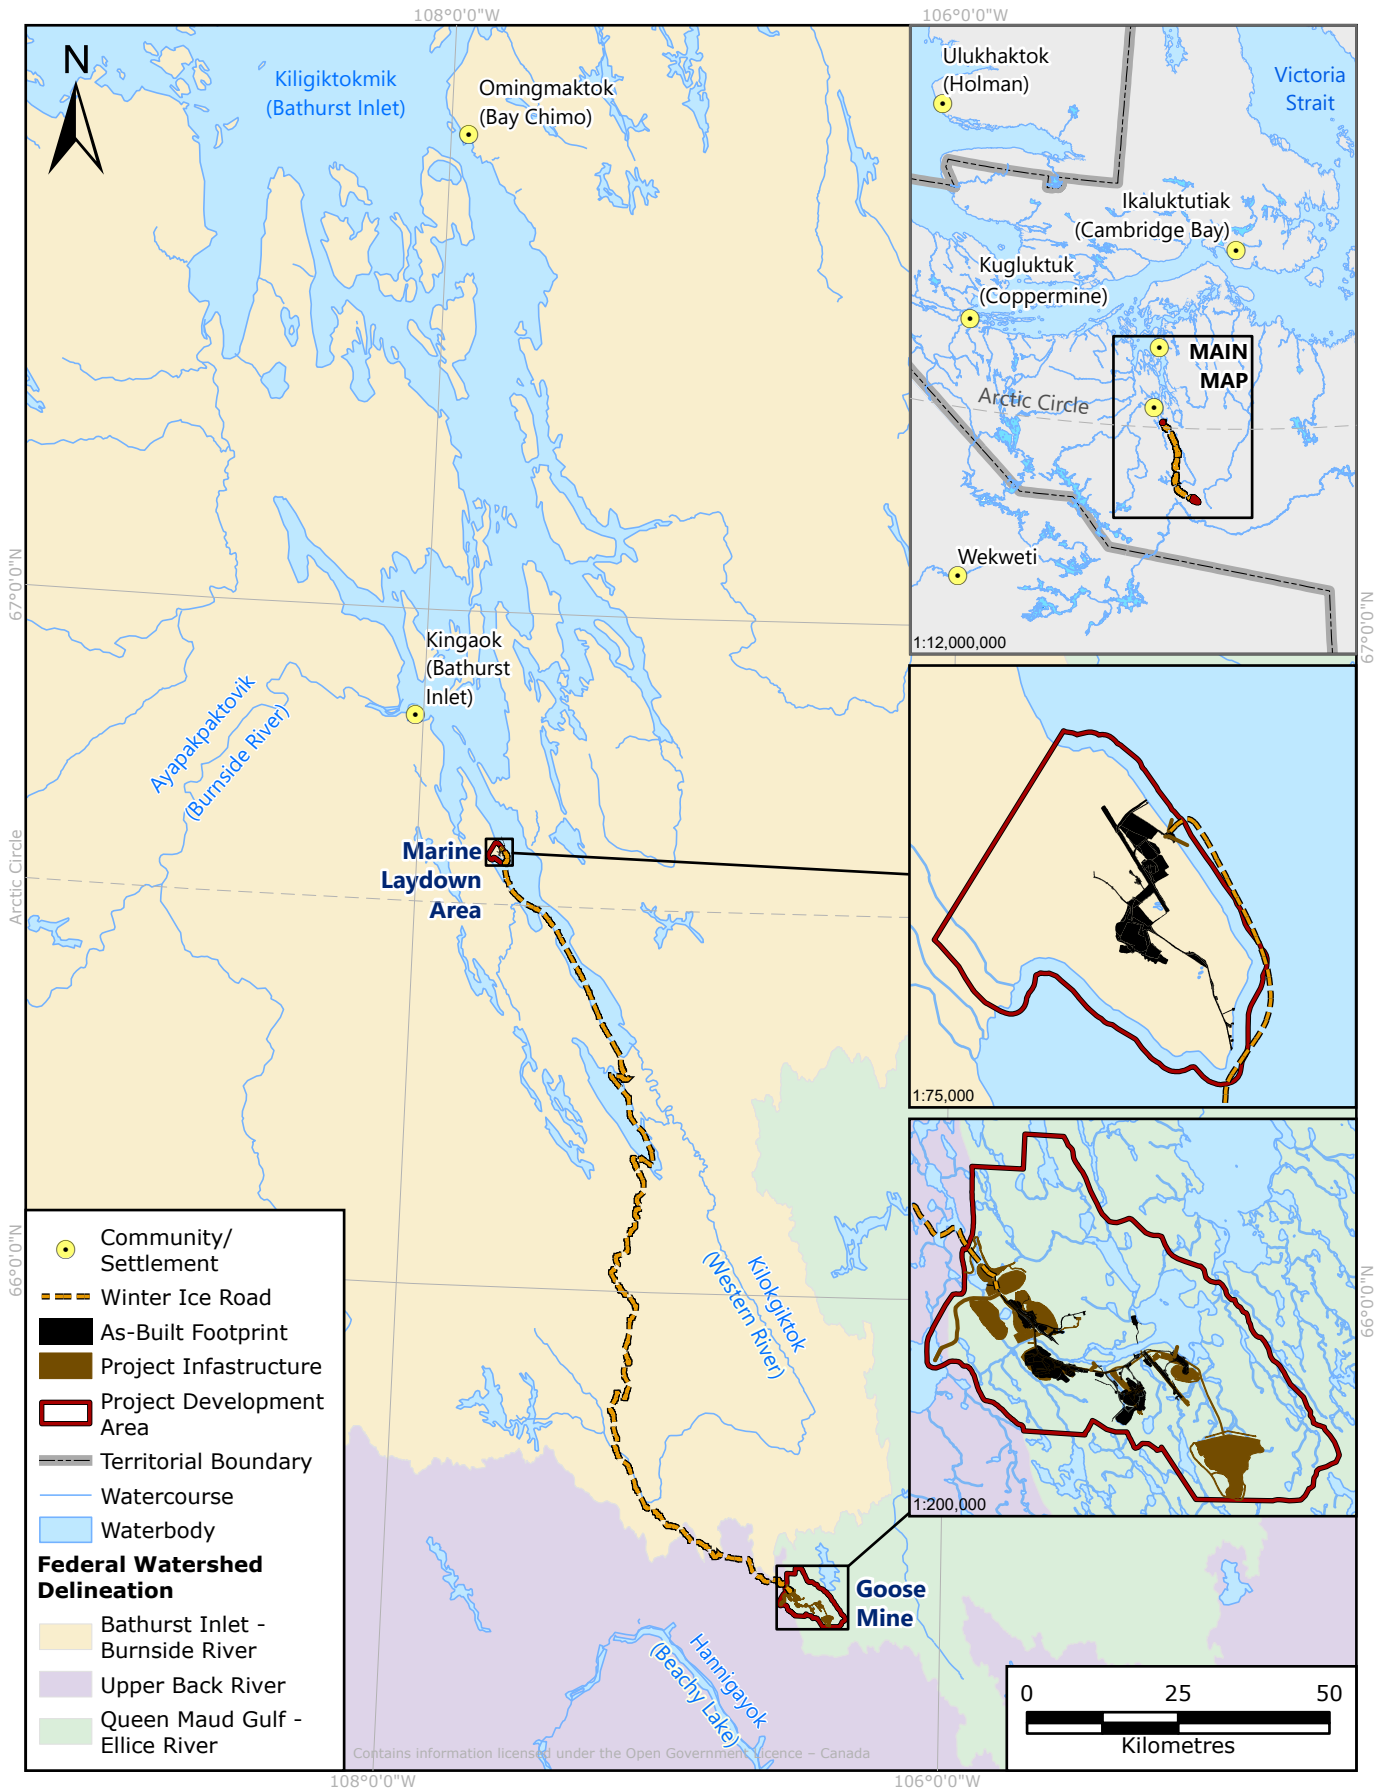 108°0'0"W
106°0'0"W
N
Kiligiktokmik
(Bathurst Inlet)
Omingmaktok
(Bay Chimo)
Ulukhaktok
(Holman)
Victoria
Strait
Ikaluktutiak
(Cambridge Bay)
Kugluktuk
(Coppermine)
MAIN
MAP
Arctic Circle
Wekweti
1:12,000,000
67°0'0"N
67°0'0"N
Kingaok
(Bathurst
Inlet)
Ayapakpaktovik
(Burnside River)
Marine
Laydown
Area
Arctic Circle
1:75,000
Kilokgiktok
(Western River)
66°0'0"N
66°0'0"N
1:200,000
Community/
Settlement
Winter Ice Road
As-Built Footprint
Project Infastructure
Project Development
Area
Territorial Boundary
Watercourse
Waterbody
Federal Watershed
Delineation
Bathurst Inlet -
Burnside River
Upper Back River
Queen Maud Gulf -
Ellice River
Goose
Mine
Hannigayok
(Beachy Lake)
0 25 50
Kilometres
Contains information licensed under the Open Government Licence – Canada
108°0'0"W
106°0'0"W